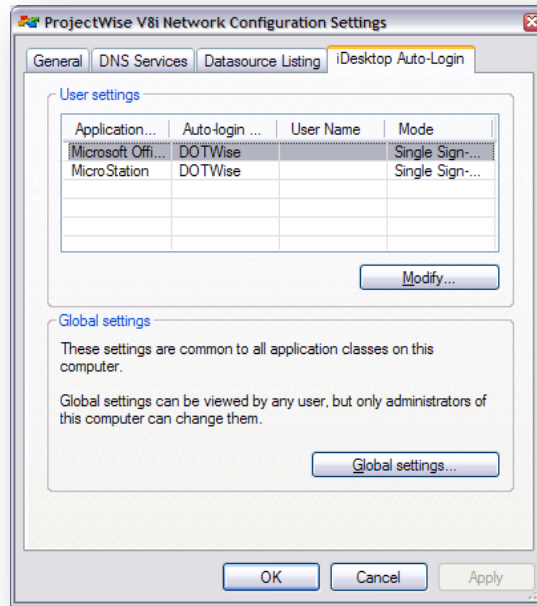 ProjectWise V8i Network Configuration Settings
General DNS Services Datasource Listing iDesktop Auto-Login
User settings
Application... Auto-login ... User Name Mode
Microsoft Offi... DOTWise Single Sign-...
MicroStation DOTWise Single Sign-...
Modify...
Global settings
These settings are common to all application classes on this
computer.
Global settings can be viewed by any user, but only administrators of
this computer can change them.
Global settings...
OK Cancel Apply